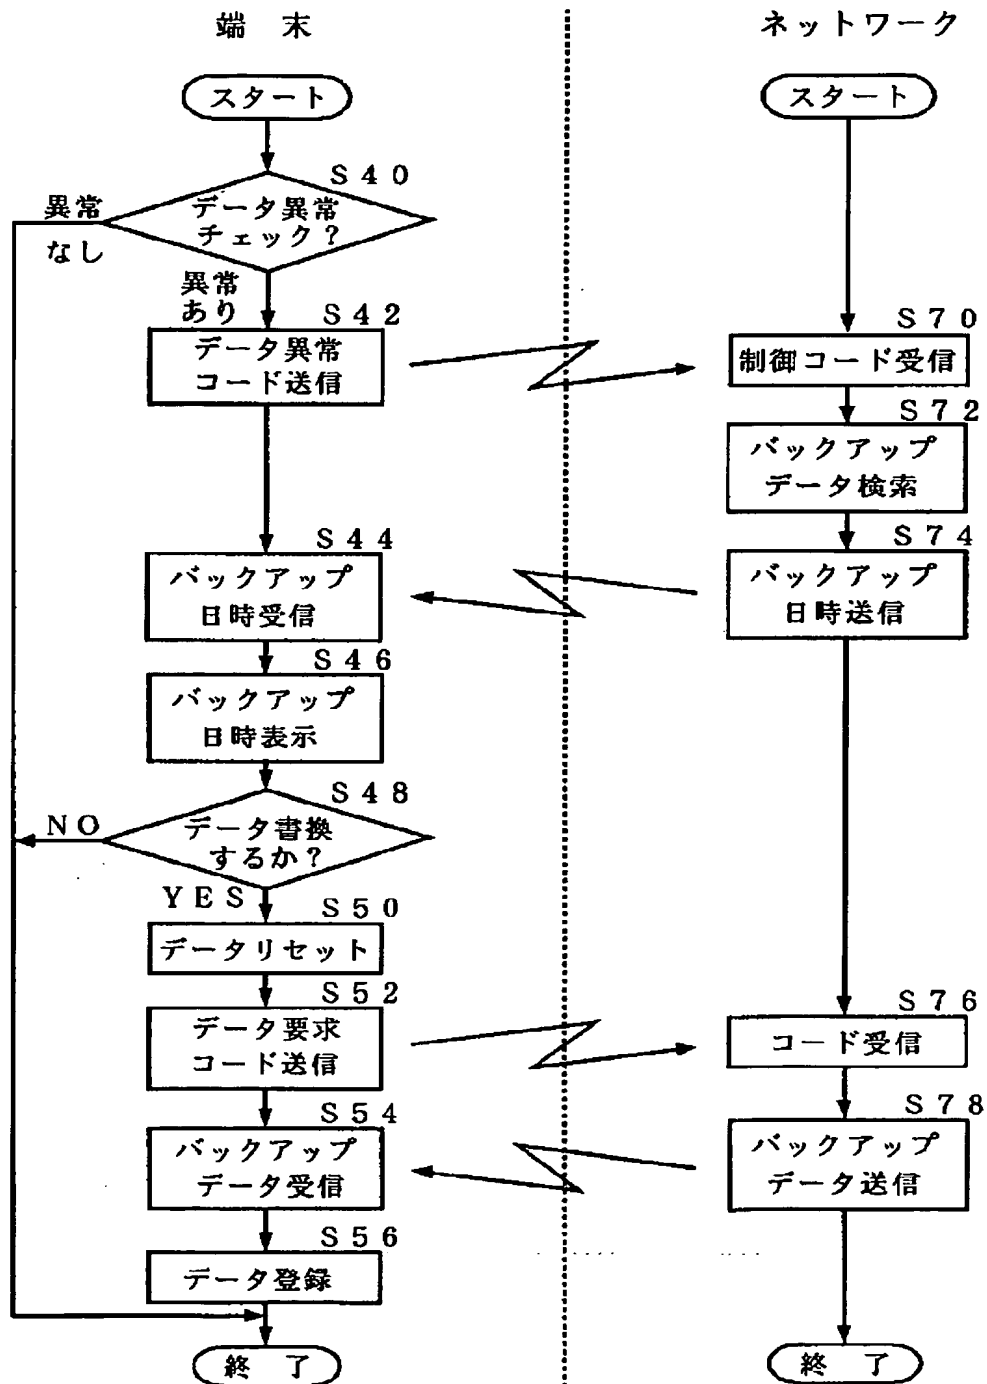 端 末
ネットワーク
スタート
スタート
S40
データ異常
チェック?
異常
なし
異常
あり
S42
データ異常
コード送信
S70
制御コード受信
S72
バックアップ
データ検索
S44
バックアップ
日時受信
S74
バックアップ
日時送信
S46
バックアップ
日時表示
S48
データ書換
するか?
NO
YES
S50
データリセット
S52
データ要求
コード送信
S76
コード受信
S54
バックアップ
データ受信
S78
バックアップ
データ送信
S56
データ登録
終 了
終 了